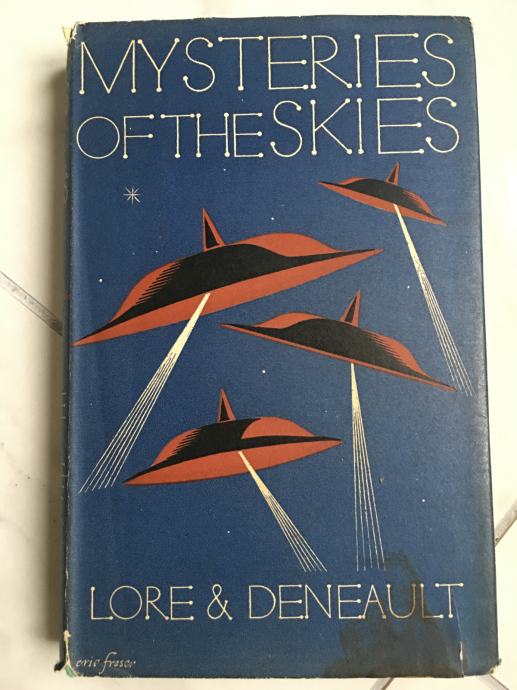 MYSTERIES
OF THE SKIES
LORE & DENEAULT
eric fraser